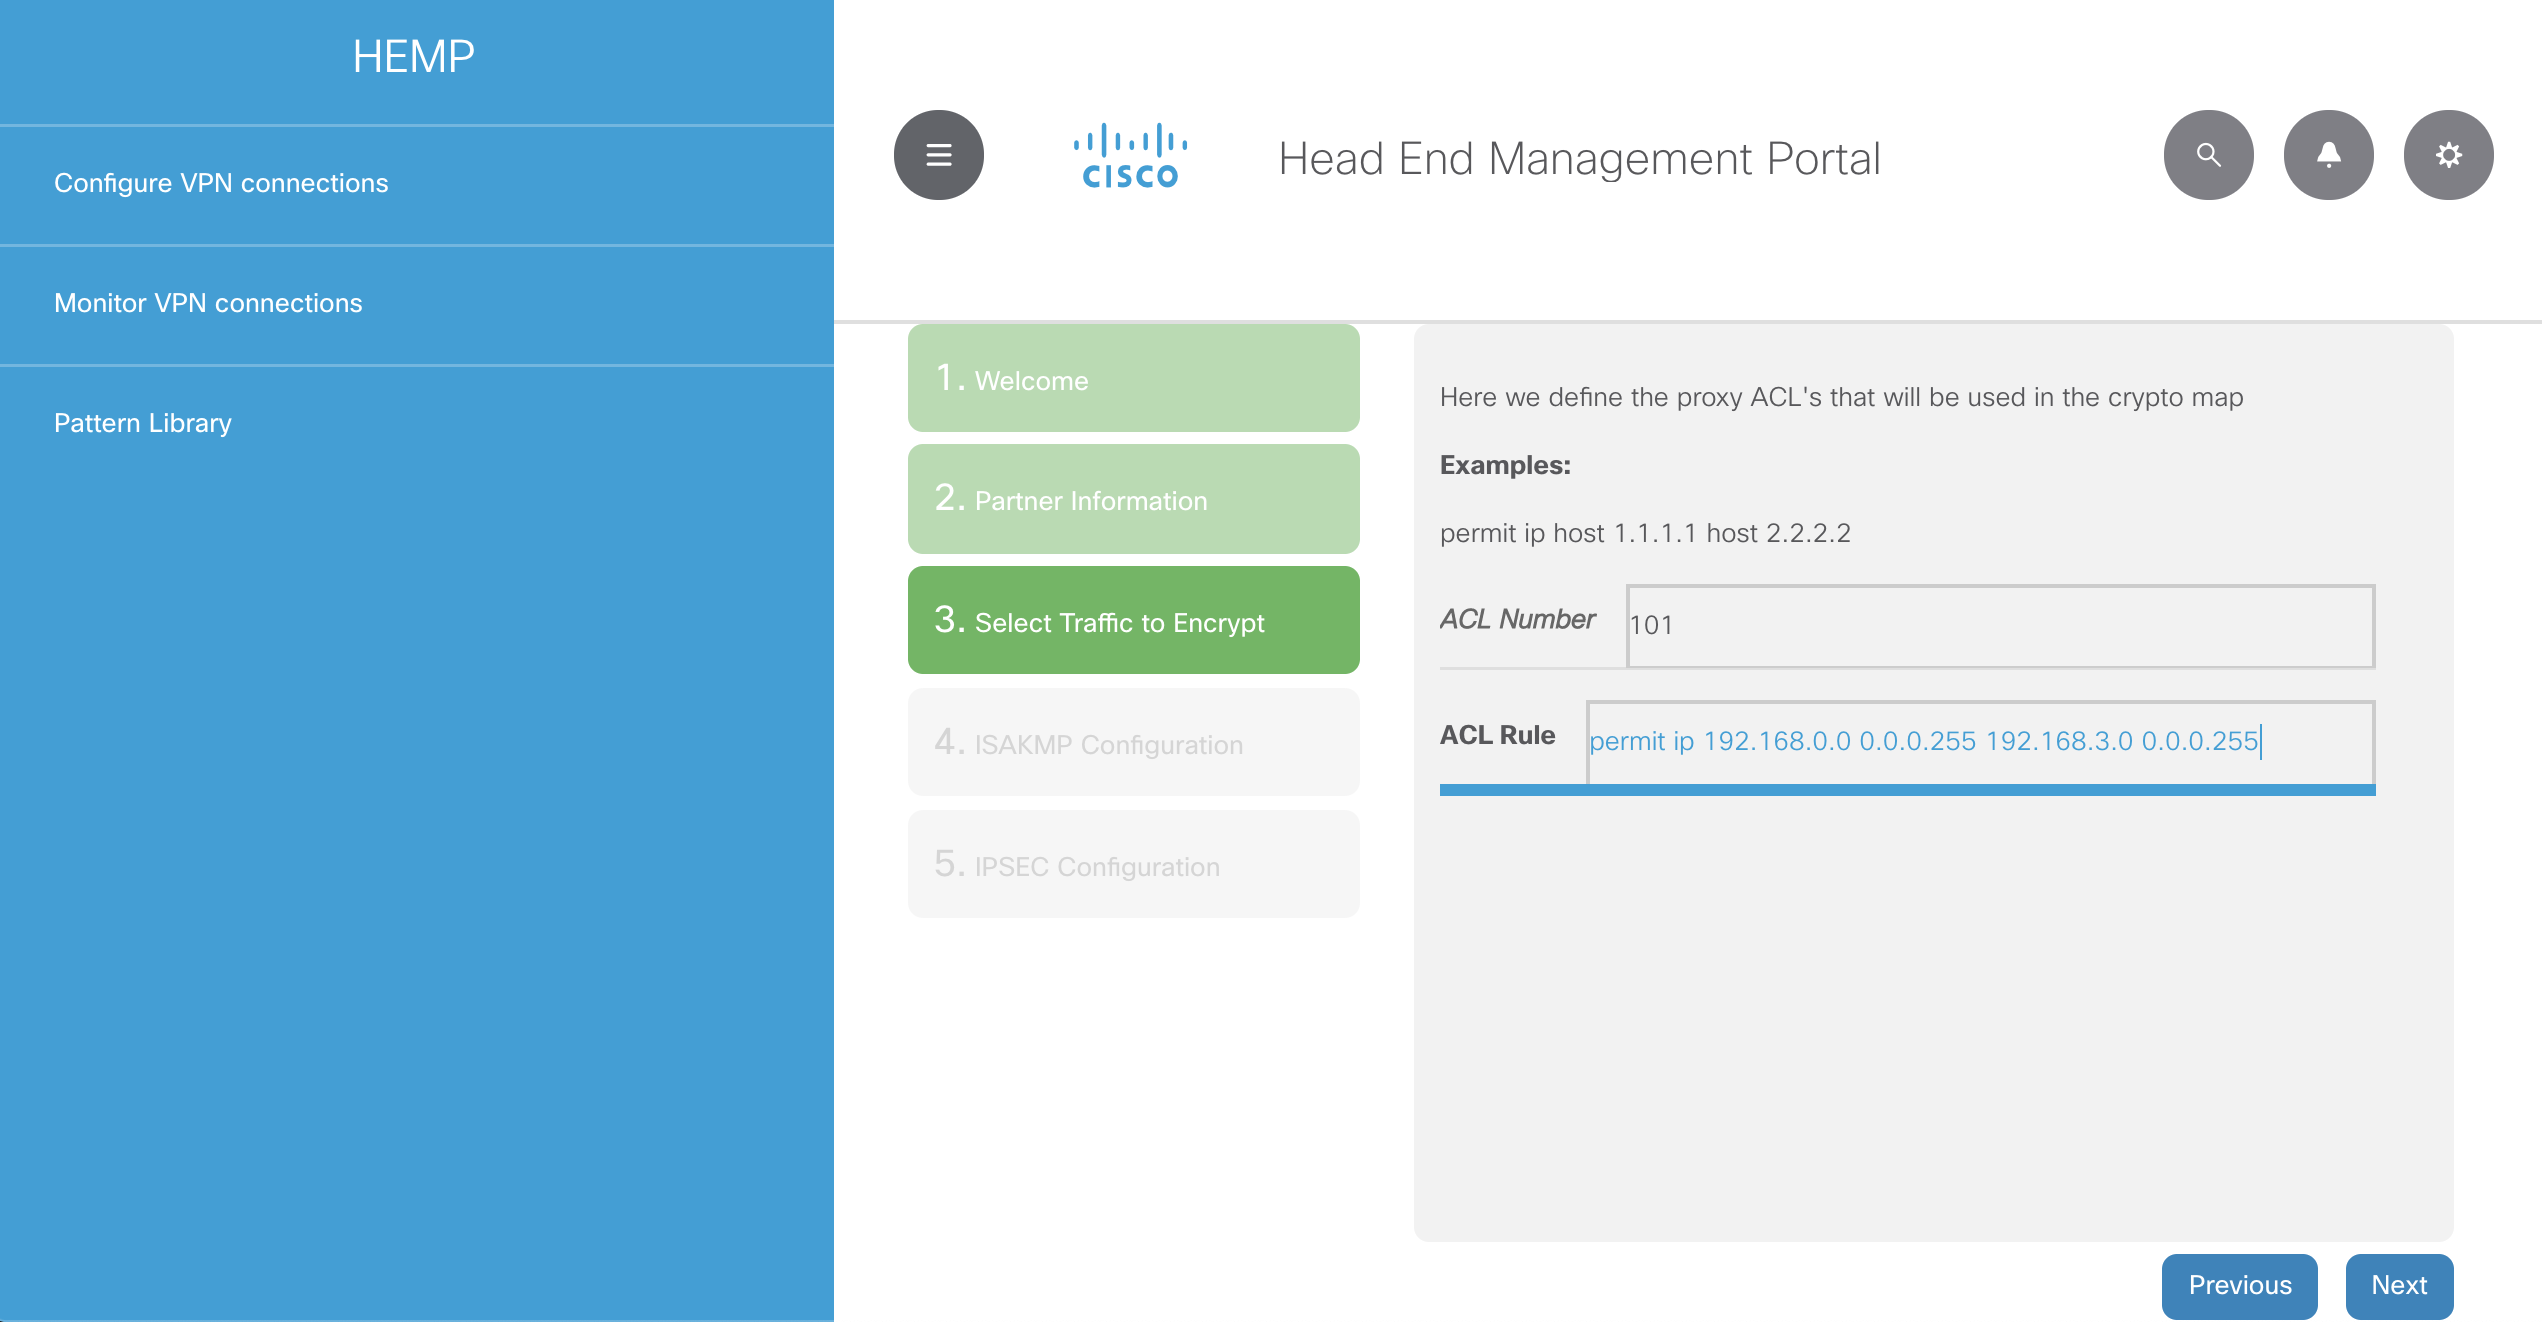 HEMP
Configure VPN connections
Monitor VPN connections
Pattern Library
CISCO
Head End Management Portal
1. Welcome
2. Partner Information
3. Select Traffic to Encrypt
4. ISAKMP Configuration
5. IPSEC Configuration
Here we define the proxy ACL's that will be used in the crypto map
Examples:
permit ip host 1.1.1.1 host 2.2.2.2
ACL Number 101
ACL Rule permit ip 192.168.0.0 0.0.0.255 192.168.3.0 0.0.0.255
Previous Next